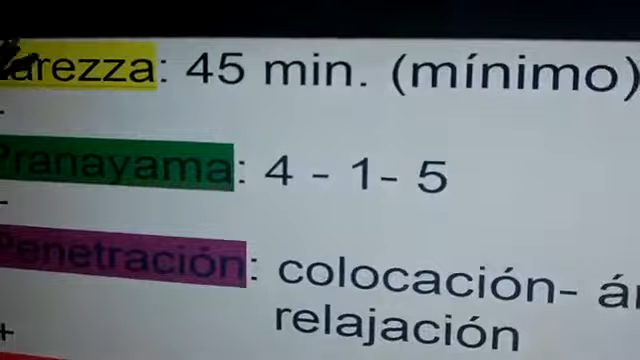 arezza: 45 min. (mínimo)
-
Pranayama: 4 - 1- 5
-
Penetración: colocación-
relajación
+